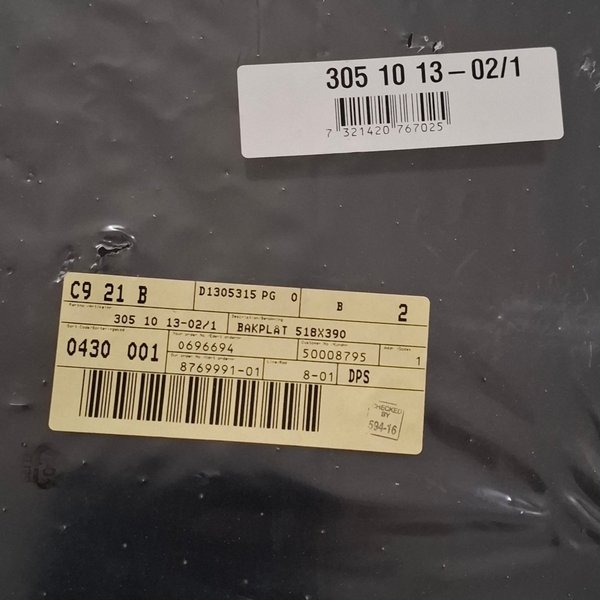 305 10 13-02/1
7 321420 767025
C9 21 B
D1305315 PG 0
B
2
305 10 13-02/1
BAKPLAT 518X390
0430 001
0696694
50008795
1
8769991-01
8-01
DPS
CHECKED
BY
594-16